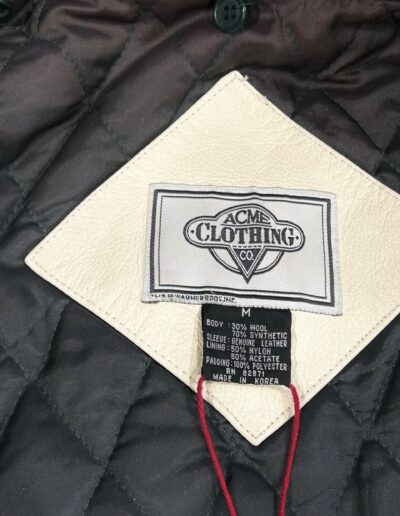 ACME
·CLOTHING·
CO.
WARNER BROS. INC.
M
BODY : 30% WOOL
70% SYNTHETIC
SLEEVE: GENUINE LEATHER
LINING : 50% NYLON
50% ACETATE
PADDING: 100% POLYESTER
RN 82871
MADE IN KOREA